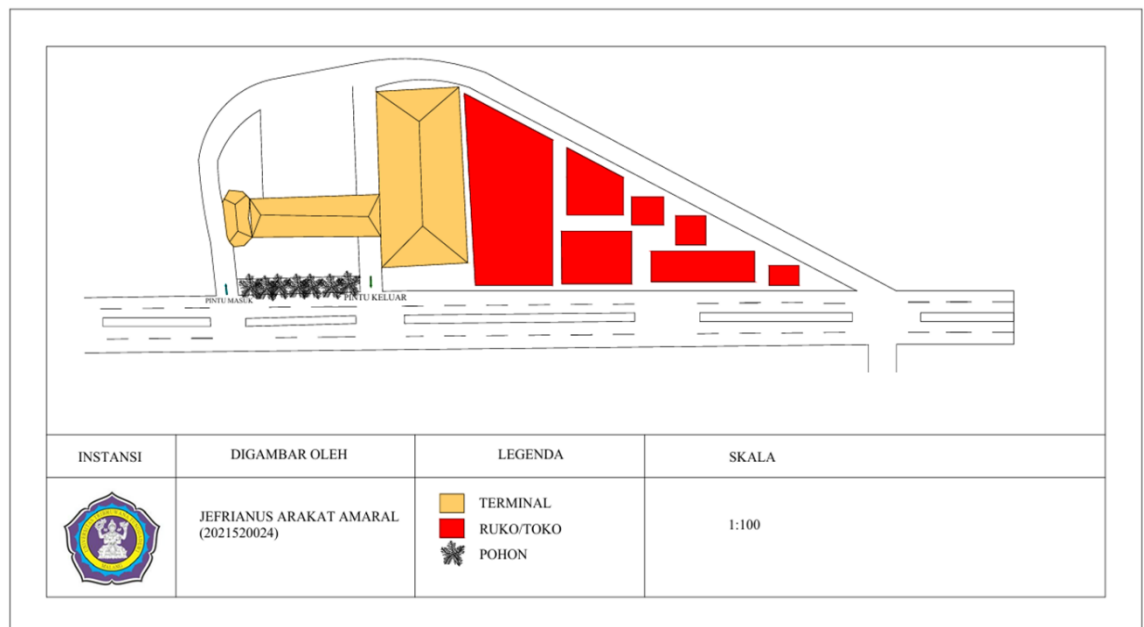 PINTU MASUK
PINTU KELUAR
INSTANSI
DIGAMBAR OLEH
LEGENDA
SKALA
JEFRIANUS ARAKAT AMARAL
(2021520024)
TERMINAL
RUKO/TOKO
POHON
1:100
MALANG